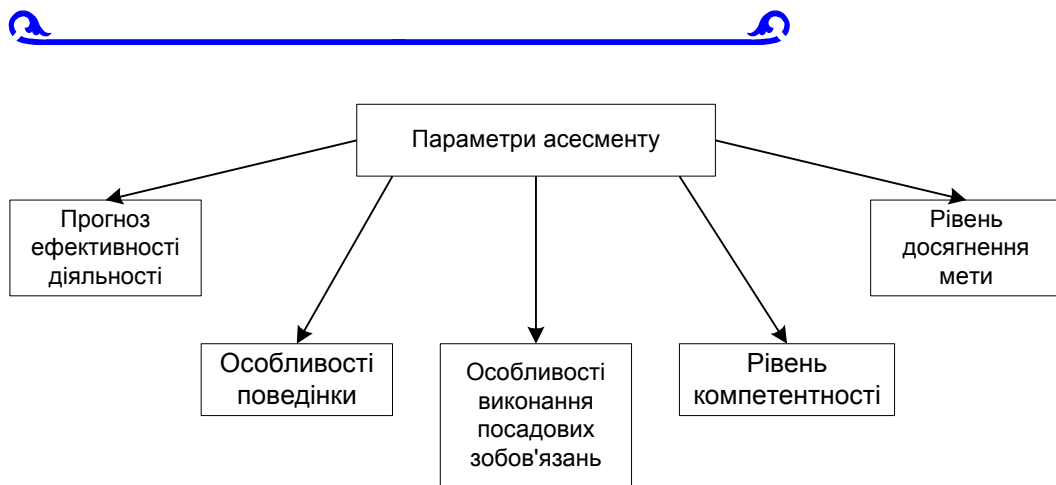 Параметри асесменту
Прогноз
ефективності
діяльності
Рівень
досягнення
мети
Особливості
поведінки
Особливості
виконання
посадових
зобов'язань
Рівень
компетентності